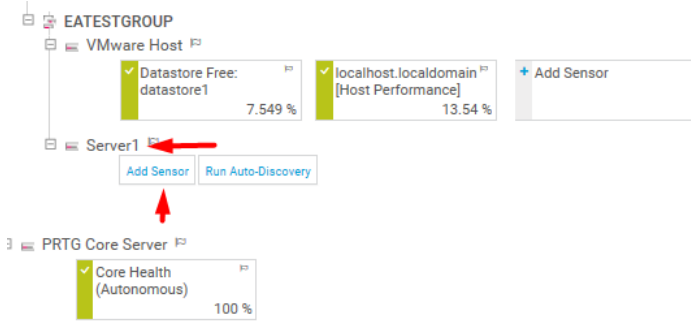 EATESTGROUP
VMware Host
Datastore Free:
datastore1
7.549 %
localhost.localdomain
[Host Performance]
13.54 %
+ Add Sensor
Server1
Add Sensor
Run Auto-Discovery
PRTG Core Server
Core Health
(Autonomous)
100 %